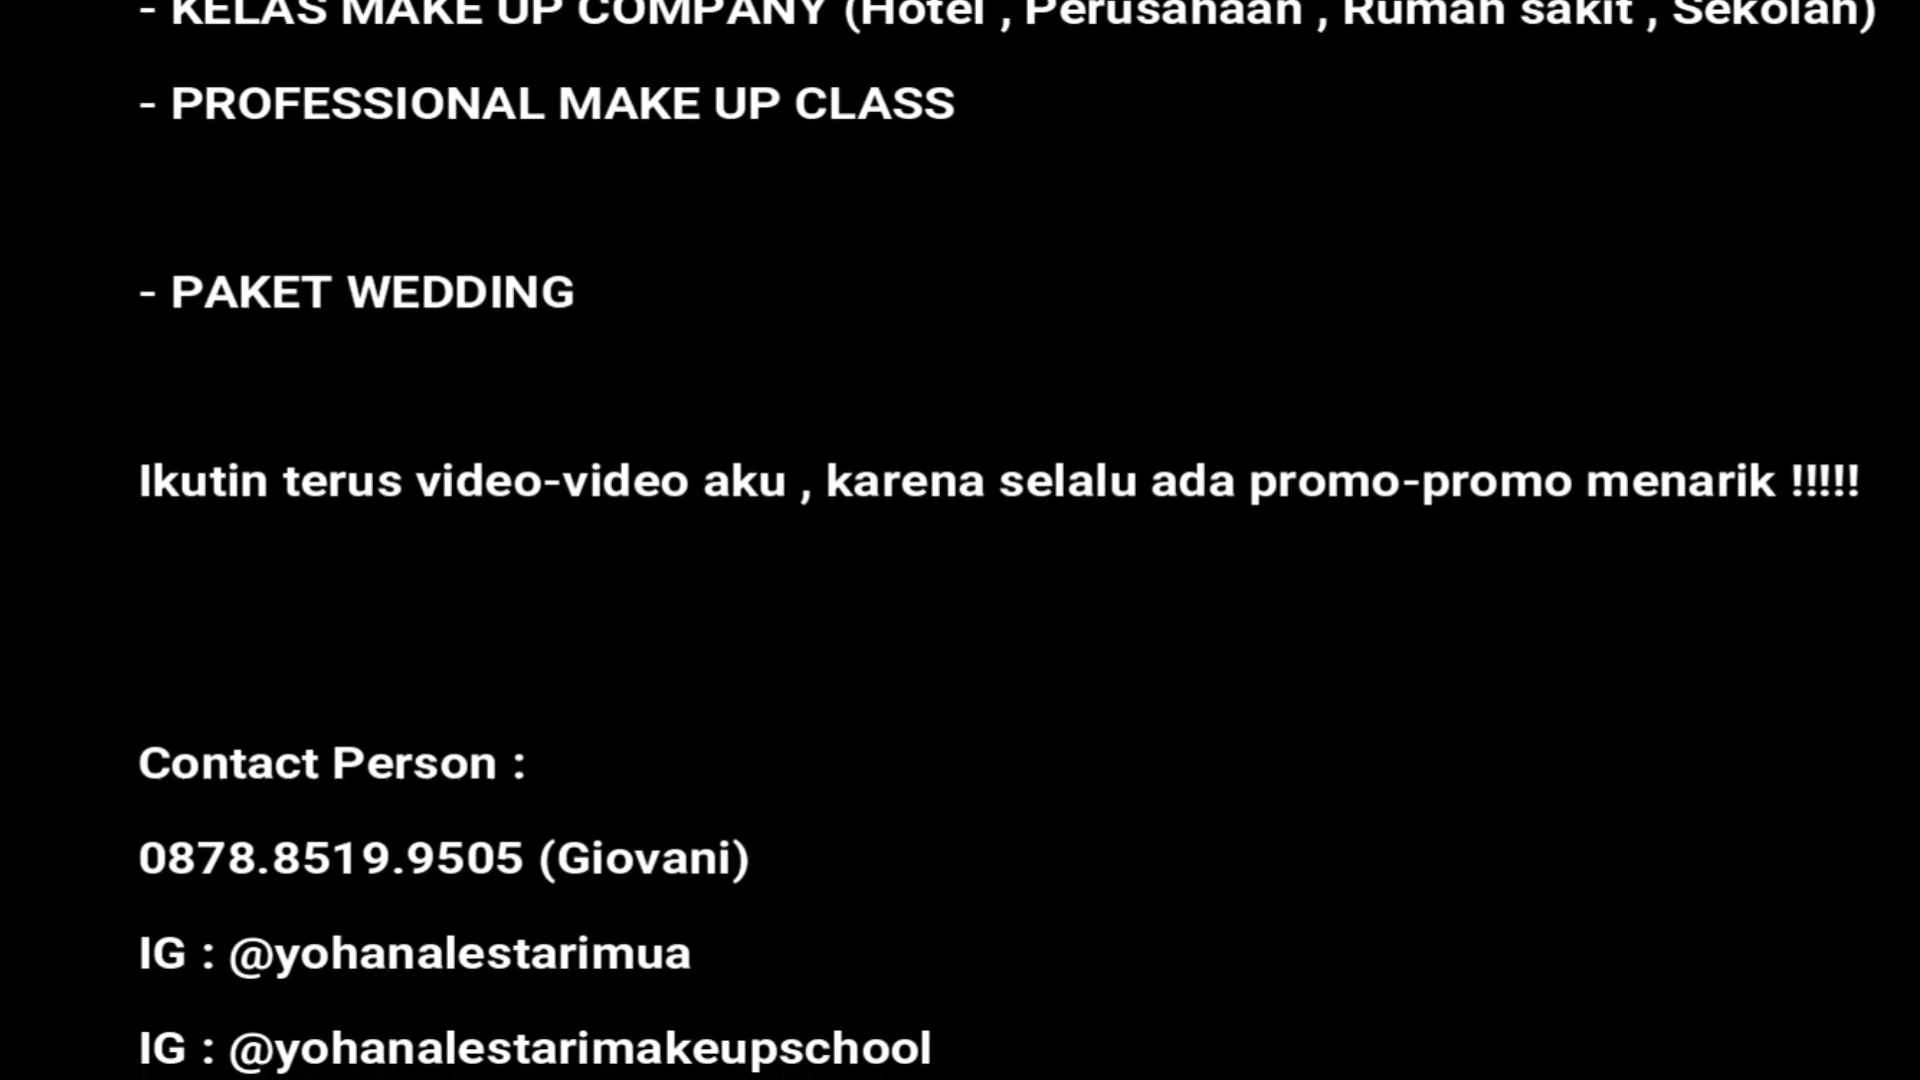 - KELAS MAKE UP COMPANY (Hotel , Perusahaan , Rumah sakit , Sekolah)
- PROFESSIONAL MAKE UP CLASS
- PAKET WEDDING
Ikutin terus video-video aku , karena selalu ada promo-promo menarik !!!!!
Contact Person :
0878.8519.9505 (Giovani)
IG : @yohanalestarimua
IG : @yohanalestarimakeupschool